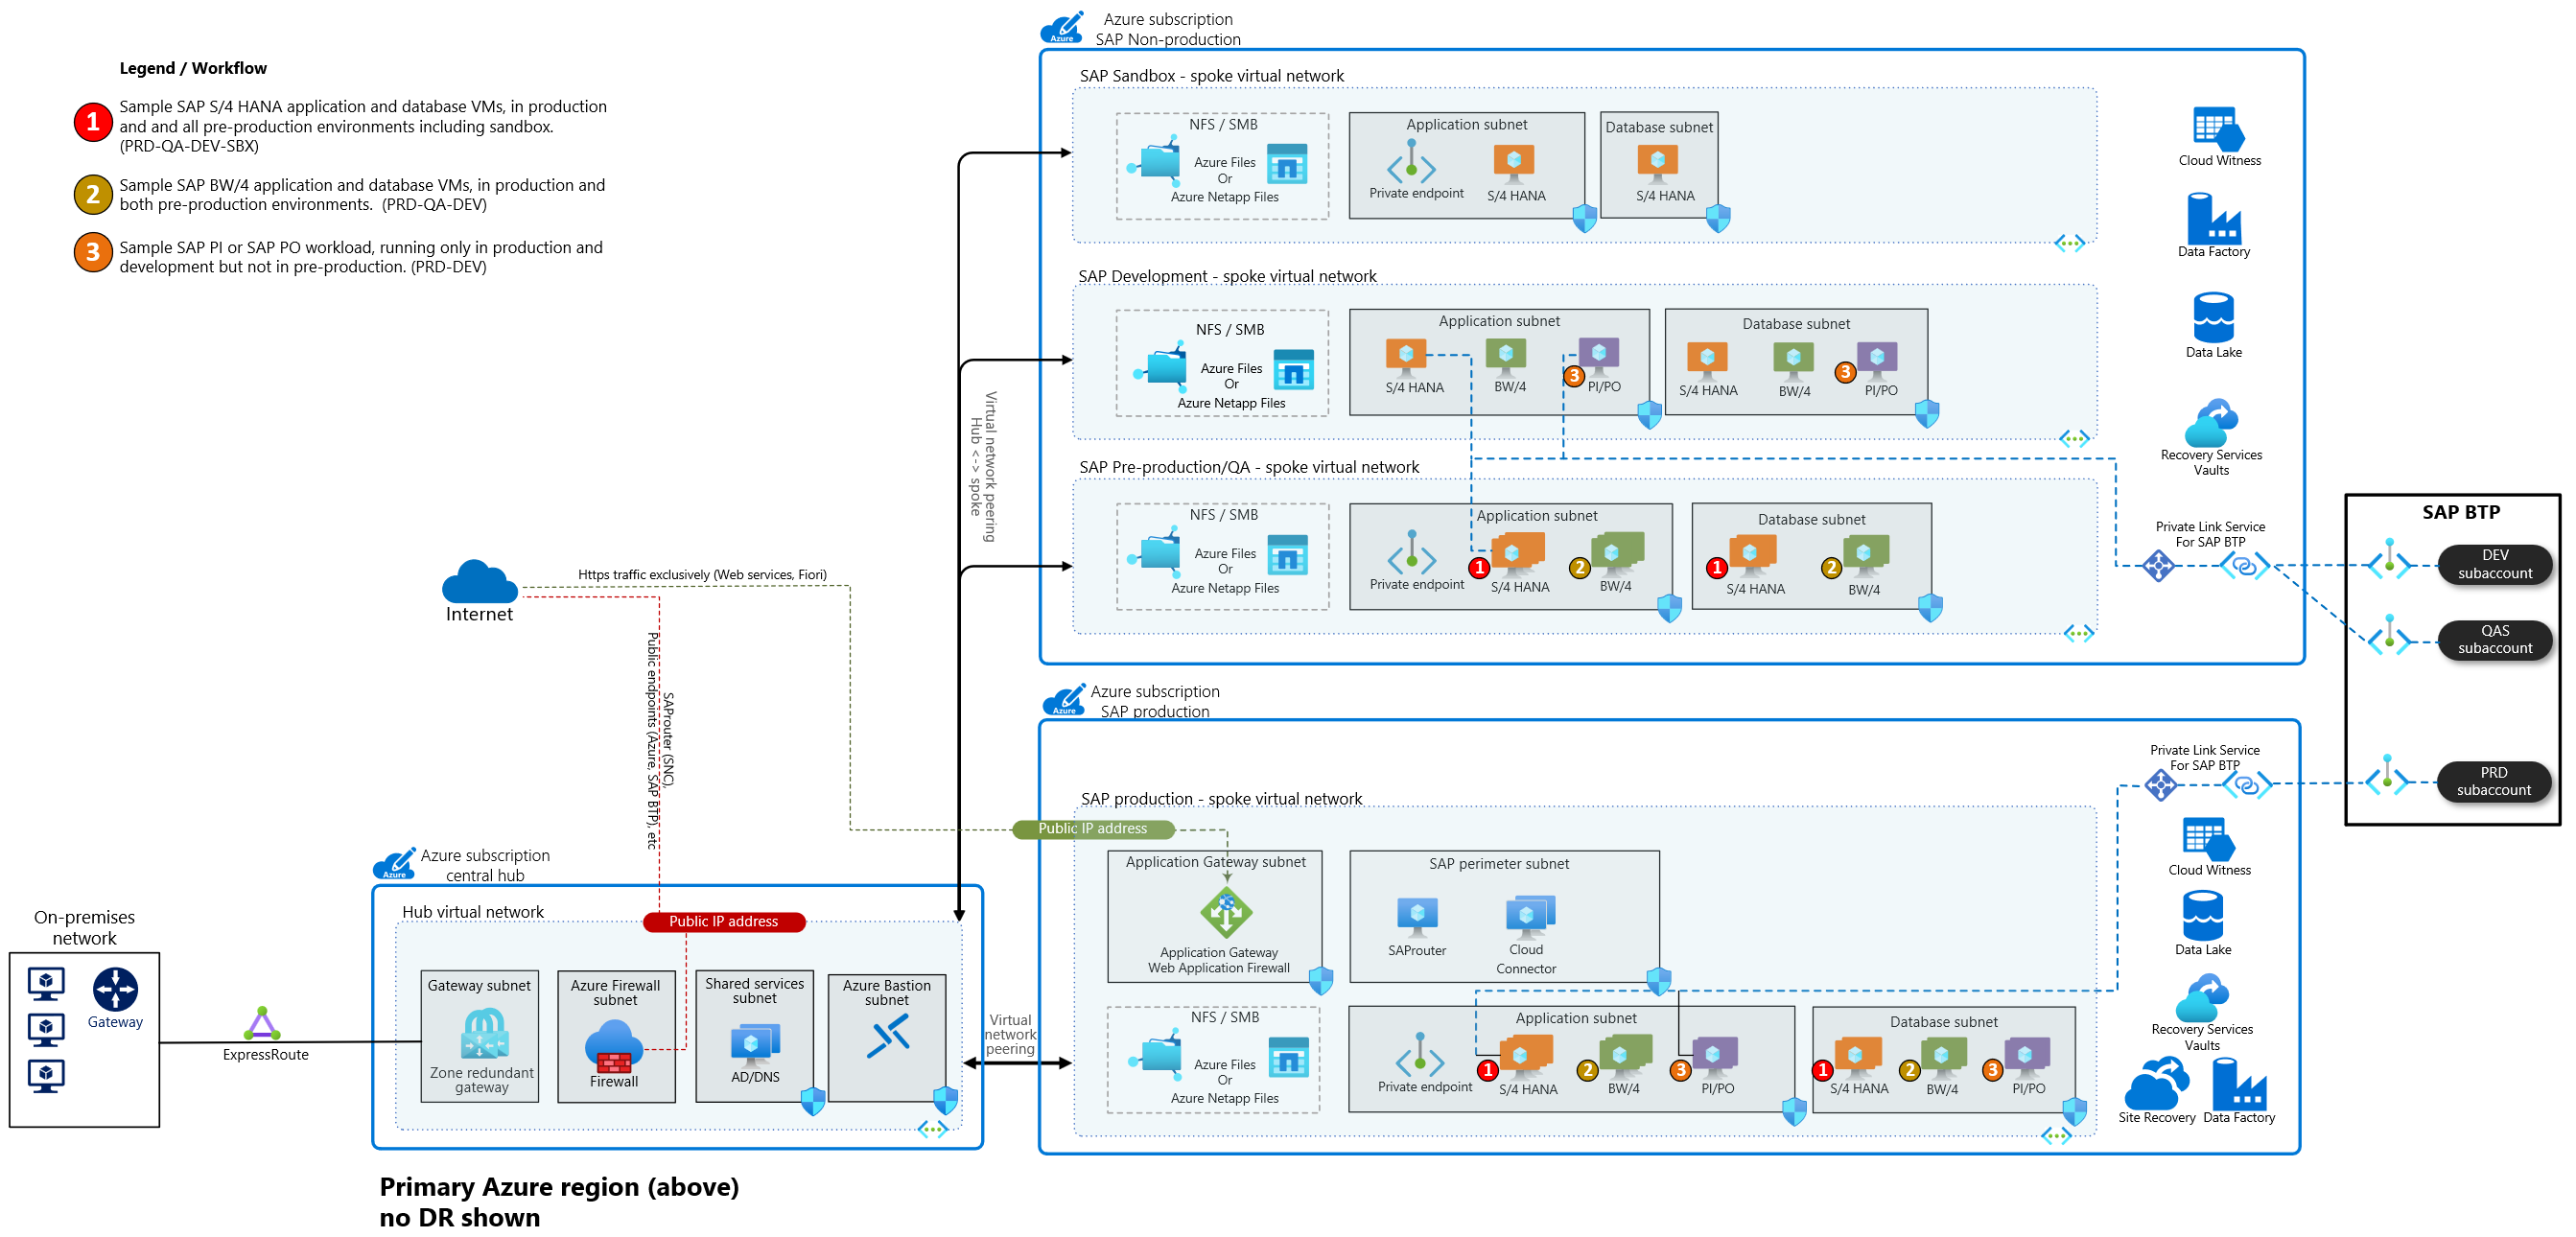 Legend / Workflow
1
Sample SAP S/4 HANA application and database VMs, in production
and and all pre-production environments including sandbox.
(PRD-QA-DEV-SBX)
2
Sample SAP BW/4 application and database VMs, in production and
both pre-production environments.  (PRD-QA-DEV)
3
Sample SAP PI or SAP PO workload, running only in production and
development but not in pre-production. (PRD-DEV)
Azure
Azure subscription
SAP Non-production
SAP Sandbox - spoke virtual network
NFS / SMB
Azure Files
Or
Azure Netapp Files
Application subnet
Private endpoint
S/4 HANA
Database subnet
S/4 HANA
Cloud Witness
Data Factory
Data Lake
Recovery Services
Vaults
SAP Development - spoke virtual network
NFS / SMB
Azure Files
Or
Azure Netapp Files
Application subnet
S/4 HANA
BW/4
3
PI/PO
Database subnet
S/4 HANA
BW/4
3
PI/PO
Virtual network peering
Hub <-> spoke
SAP Pre-production/QA - spoke virtual network
NFS / SMB
Azure Files
Or
Azure Netapp Files
Application subnet
Private endpoint
1
S/4 HANA
2
BW/4
Database subnet
1
S/4 HANA
2
BW/4
Private Link Service
For SAP BTP
SAP BTP
DEV
subaccount
QAS
subaccount
PRD
subaccount
Internet
Https traffic exclusively (Web services, Fiori)
SAProuter (SNC),
Public endpoints (Azure, SAP BTP), etc
Azure
Azure subscription
SAP production
SAP production - spoke virtual network
Public IP address
Application Gateway subnet
Application Gateway
Web Application Firewall
SAP perimeter subnet
SAProuter
Cloud
Connector
NFS / SMB
Azure Files
Or
Azure Netapp Files
Application subnet
Private endpoint
1
S/4 HANA
2
BW/4
3
PI/PO
Database subnet
1
S/4 HANA
2
BW/4
3
PI/PO
Private Link Service
For SAP BTP
Cloud Witness
Data Lake
Recovery Services
Vaults
Site Recovery
Data Factory
Azure
Azure subscription
central hub
Hub virtual network
Public IP address
Gateway subnet
Zone redundant
gateway
Azure Firewall
subnet
Firewall
Shared services
subnet
AD/DNS
Azure Bastion
subnet
Virtual
network
peering
On-premises
network
Gateway
ExpressRoute
Primary Azure region (above)
no DR shown